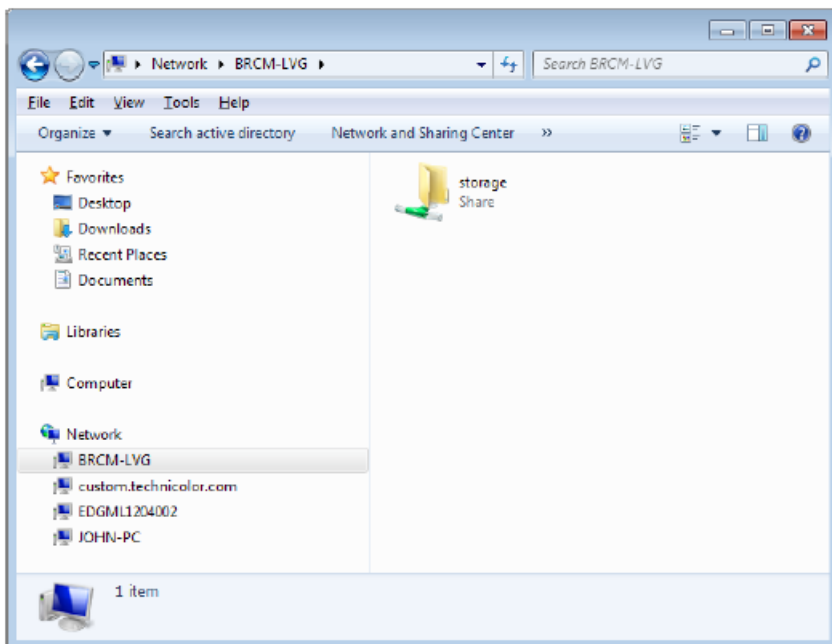 Network BRCM-LVG
Search BRCM-LVG
File Edit View Tools Help
Organize Search active directory Network and Sharing Center »
Favorites
Desktop
Downloads
Recent Places
Documents
Libraries
Computer
Network
BRCM-LVG
custom.technicolor.com
EDGML1204002
JOHN-PC
storage
Share
1 item